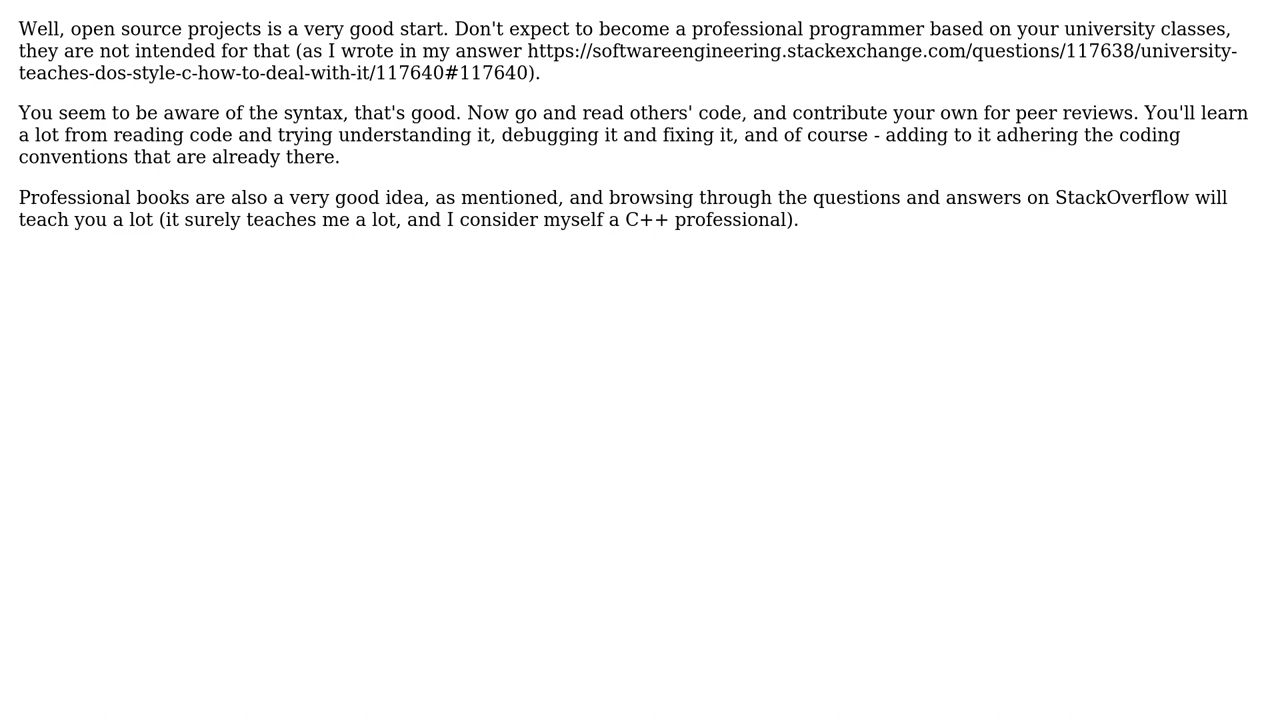 Well, open source projects is a very good start. Don't expect to become a professional programmer based on your university classes,
they are not intended for that (as I wrote in my answer https://softwareengineering.stackexchange.com/questions/117638/university-
teaches-dos-style-c-how-to-deal-with-it/117640#117640).
You seem to be aware of the syntax, that's good. Now go and read others' code, and contribute your own for peer reviews. You'll learn
a lot from reading code and trying understanding it, debugging it and fixing it, and of course - adding to it adhering the coding
conventions that are already there.
Professional books are also a very good idea, as mentioned, and browsing through the questions and answers on StackOverflow will
teach you a lot (it surely teaches me a lot, and I consider myself a C++ professional).